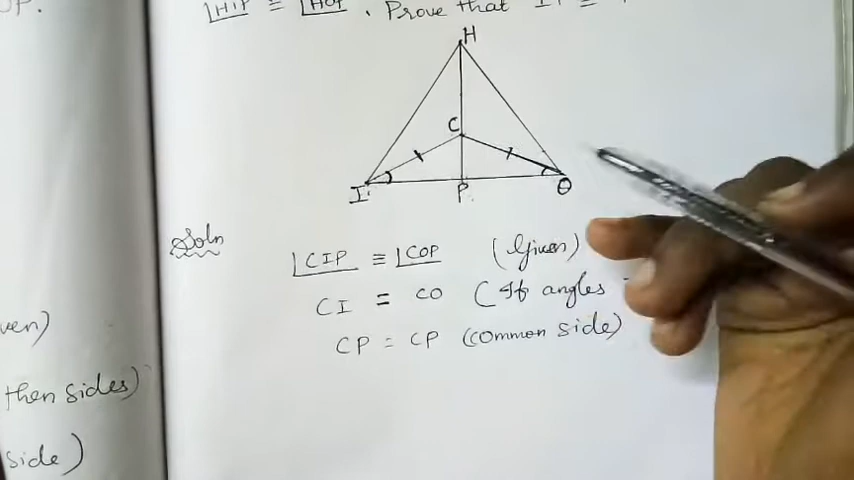 ∠HIP ≅ ∠HOP . Prove that
H
C
I
P
O
Soln
∠CIP ≡ ∠COP (Given)
CI = CO (If angles
CP = CP (common side)
ven)
then sides)
side)